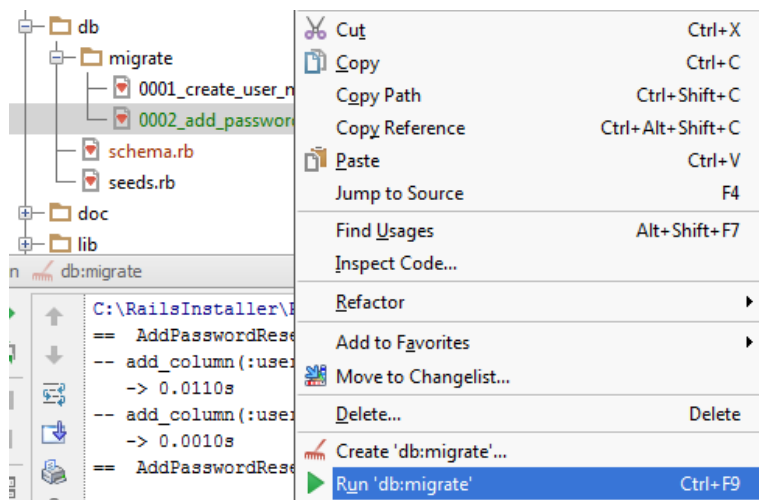 db
migrate
0001_create_user_
0002_add_passwor
schema.rb
seeds.rb
doc
lib
db:migrate
C:\RailsInstaller\
== AddPasswordRese
-- add_column(:use
-> 0.0110s
-- add_column(:use
-> 0.0010s
== AddPasswordRese
Cut Ctrl+X
Copy Ctrl+C
Copy Path Ctrl+Shift+C
Copy Reference Ctrl+Alt+Shift+C
Paste Ctrl+V
Jump to Source F4
Find Usages Alt+Shift+F7
Inspect Code...
Refactor
Add to Favorites
Move to Changelist...
Delete... Delete
Create 'db:migrate'...
Run 'db:migrate' Ctrl+F9